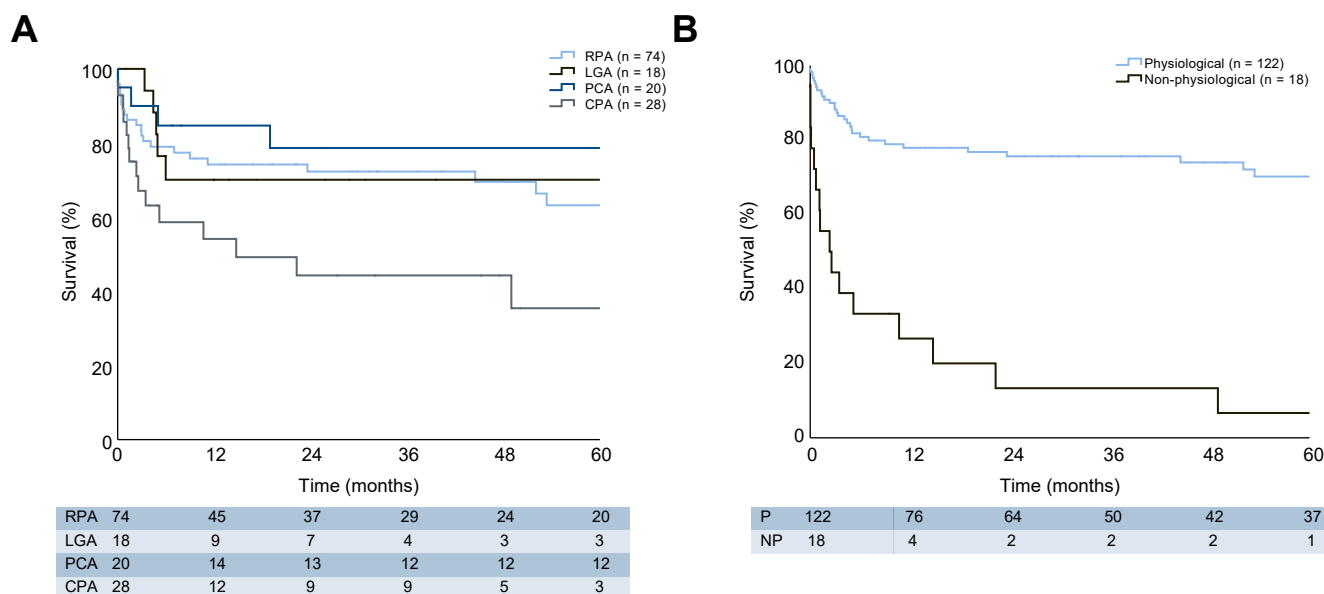 A
RPA (n = 74)
LGA (n = 18)
PCA (n = 20)
CPA (n = 28)
100
80
60
40
20
0
Survival (%)
0 12 24 36 48 60
Time (months)
RPA 74 45 37 29 24 20
LGA 18 9 7 4 3 3
PCA 20 14 13 12 12 12
CPA 28 12 9 9 5 3
B
Physiological (n = 122)
Non-physiological (n = 18)
100
80
60
40
20
0
Survival (%)
0 12 24 36 48 60
Time (months)
P 122 76 64 50 42 37
NP 18 4 2 2 2 1